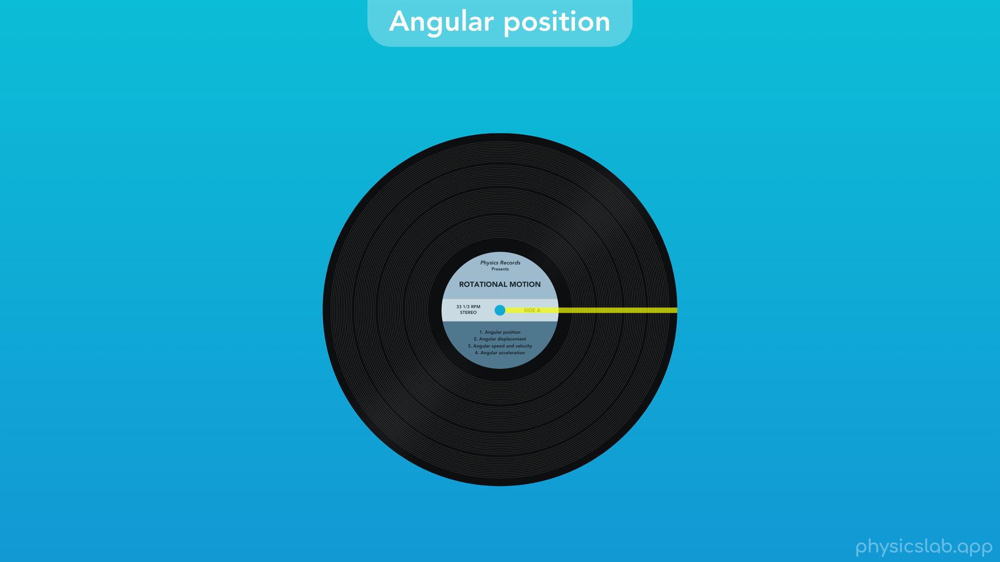 Angular position
Physics Records
Presents
ROTATIONAL MOTION
33 1/3 RPM
STEREO
SIDE A
1. Angular position
2. Angular displacement
3. Angular speed and velocity
4. Angular acceleration
physicslab.app